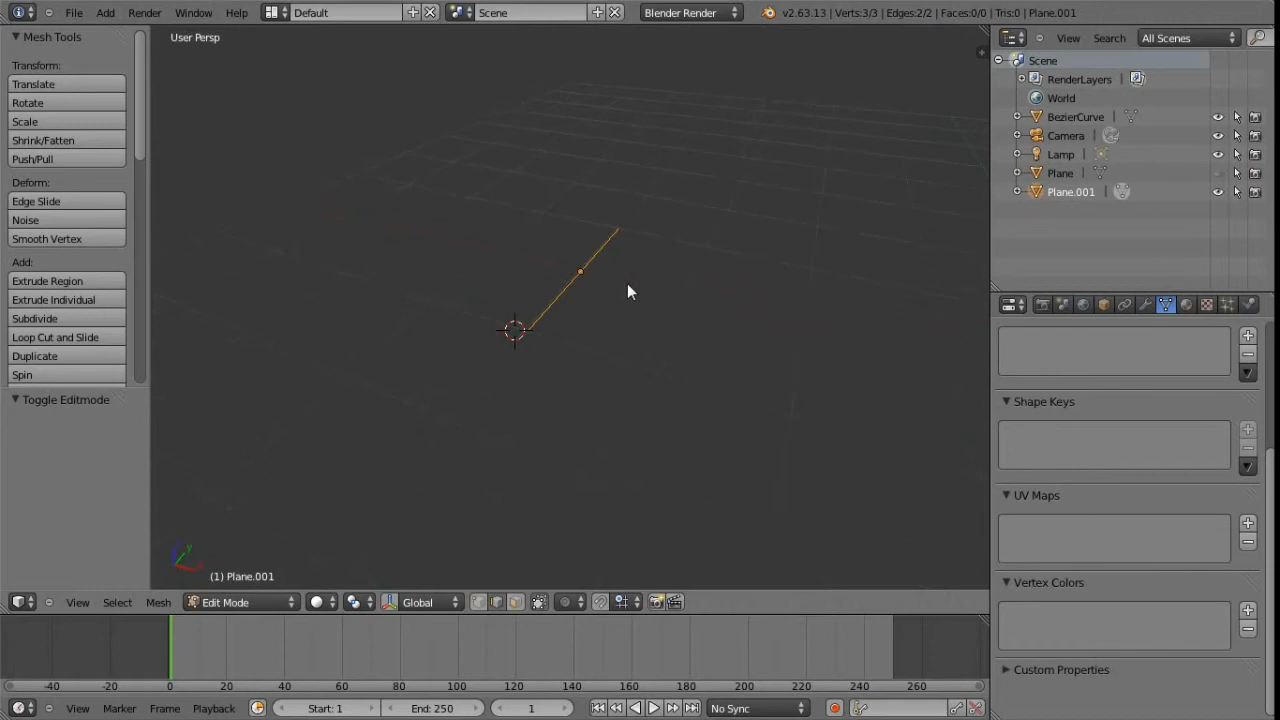 File Add Render Window Help Default Scene Blender Render v2.63.13 | Verts:3/3 | Edges:2/2 | Faces:0/0 | Tris:0 | Plane.001
Mesh Tools
Transform:
Translate
Rotate
Scale
Shrink/Fatten
Push/Pull
Deform:
Edge Slide
Noise
Smooth Vertex
Add:
Extrude Region
Extrude Individual
Subdivide
Loop Cut and Slide
Duplicate
Spin
Toggle Editmode
User Persp
(1) Plane.001
View Select Mesh Edit Mode Global
View Search All Scenes
Scene
RenderLayers
World
BezierCurve
Camera
Lamp
Plane
Plane.001
Shape Keys
UV Maps
Vertex Colors
Custom Properties
-40 -20 0 20 40 60 80 100 120 140 160 180 200 220 240 260
View Marker Frame Playback Start: 1 End: 250 1 No Sync